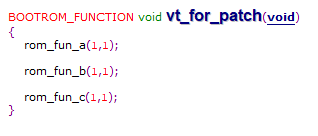 BOOTROM_FUNCTION void vt_for_patch(void)
{
rom_fun_a(1,1);
rom_fun_b(1,1);
rom_fun_c(1,1);
}